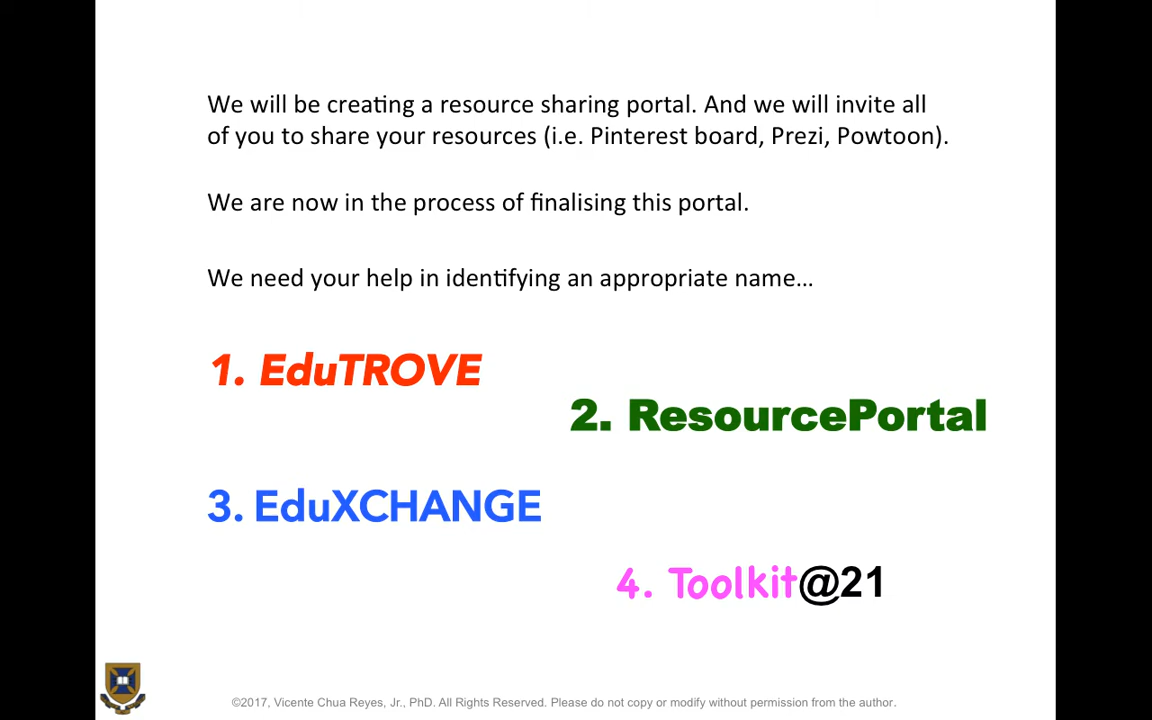 We will be creating a resource sharing portal. And we will invite all
of you to share your resources (i.e. Pinterest board, Prezi, Powtoon).
We are now in the process of finalising this portal.
We need your help in identifying an appropriate name...
1. EduTROVE
2. ResourcePortal
3. EduXCHANGE
4. Toolkit@21
©2017, Vicente Chua Reyes, Jr., PhD. All Rights Reserved. Please do not copy or modify without permission from the author.